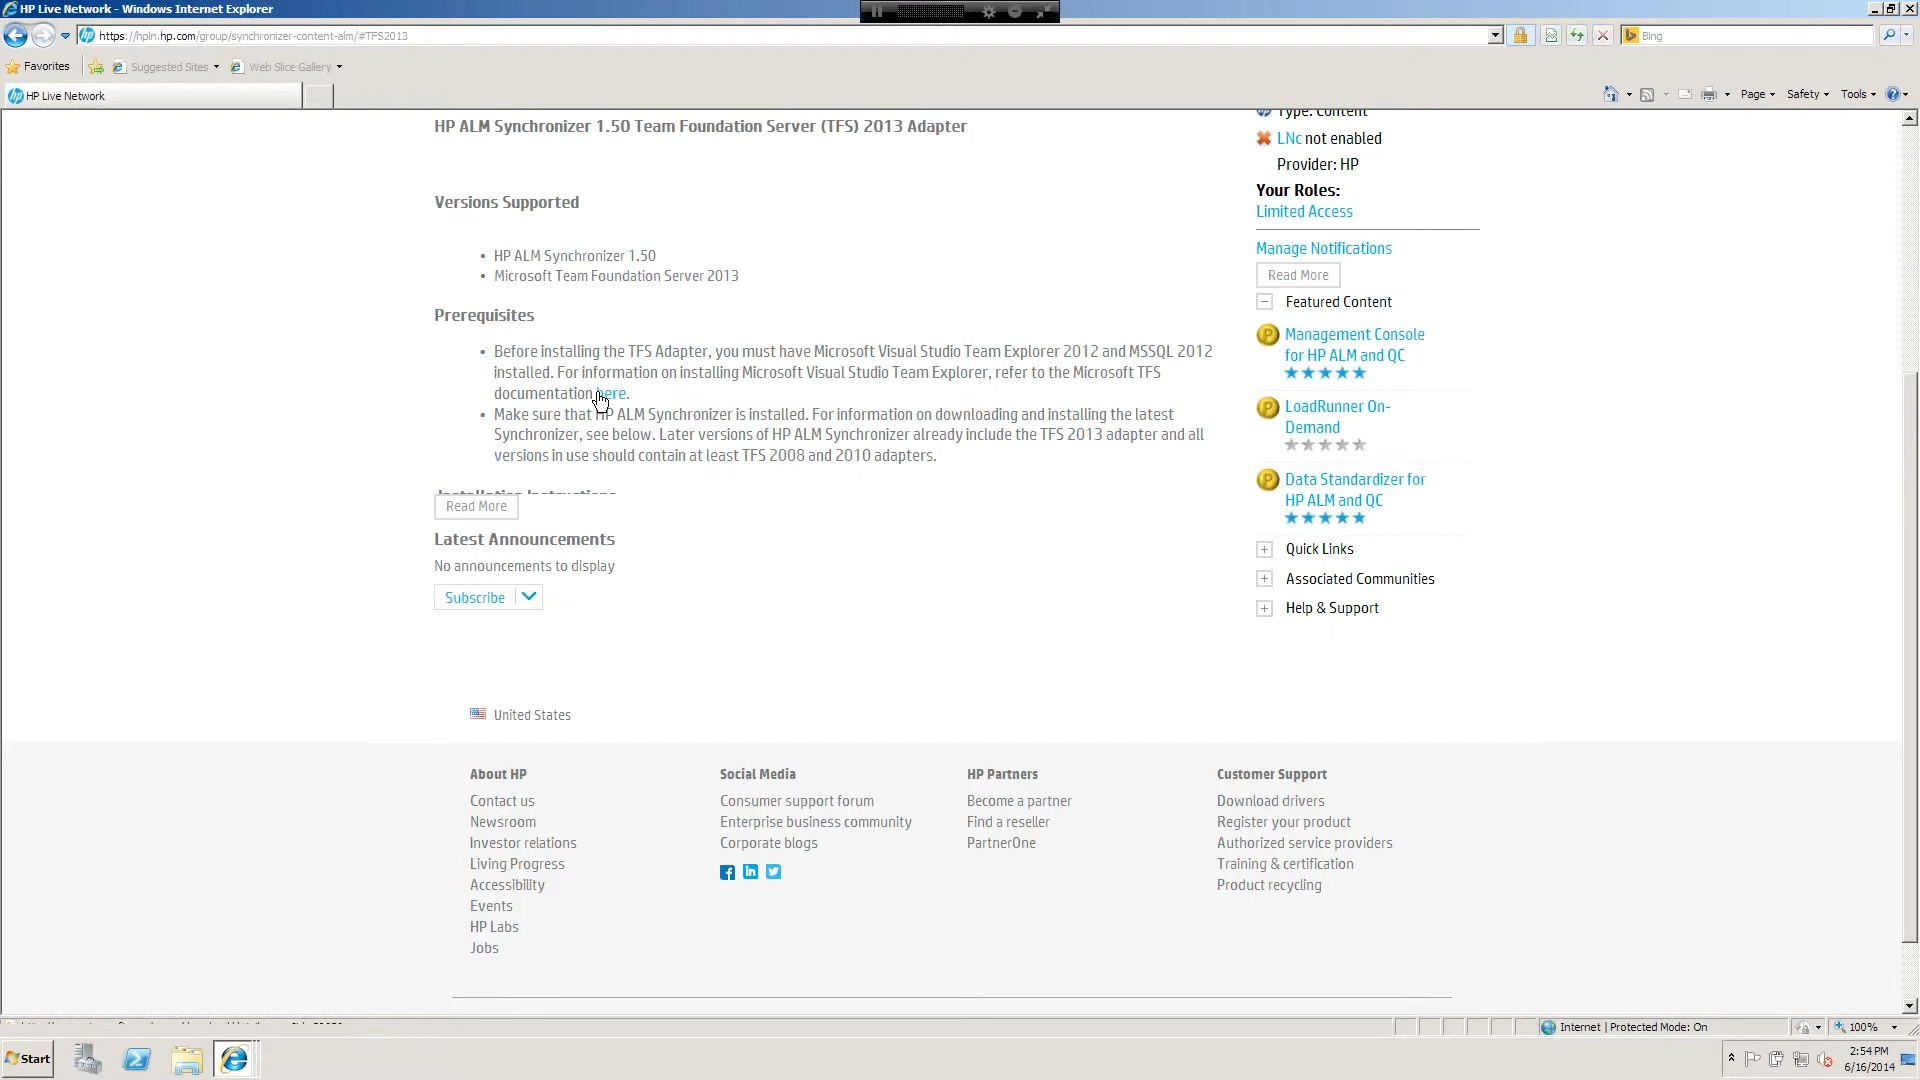 HP Live Network - Windows Internet Explorer
https://hpln.hp.com/group/synchronizer-content-alm/#TFS2013
Bing
Favorites
Suggested Sites
Web Slice Gallery
HP Live Network
Page
Safety
Tools
HP ALM Synchronizer 1.50 Team Foundation Server (TFS) 2013 Adapter
Versions Supported
• HP ALM Synchronizer 1.50
• Microsoft Team Foundation Server 2013
Prerequisites
• Before installing the TFS Adapter, you must have Microsoft Visual Studio Team Explorer 2012 and MSSQL 2012
installed. For information on installing Microsoft Visual Studio Team Explorer, refer to the Microsoft TFS
documentation here.
• Make sure that HP ALM Synchronizer is installed. For information on downloading and installing the latest
Synchronizer, see below. Later versions of HP ALM Synchronizer already include the TFS 2013 adapter and all
versions in use should contain at least TFS 2008 and 2010 adapters.
Installation Instructions
Read More
Latest Announcements
No announcements to display
Subscribe
Type: Content
LNc not enabled
Provider: HP
Your Roles:
Limited Access
Manage Notifications
Read More
Featured Content
Management Console
for HP ALM and QC
LoadRunner On-
Demand
Data Standardizer for
HP ALM and QC
Quick Links
Associated Communities
Help & Support
United States
About HP
Contact us
Newsroom
Investor relations
Living Progress
Accessibility
Events
HP Labs
Jobs
Social Media
Consumer support forum
Enterprise business community
Corporate blogs
HP Partners
Become a partner
Find a reseller
PartnerOne
Customer Support
Download drivers
Register your product
Authorized service providers
Training & certification
Product recycling
Internet | Protected Mode: On
100%
Start
2:54 PM
6/16/2014